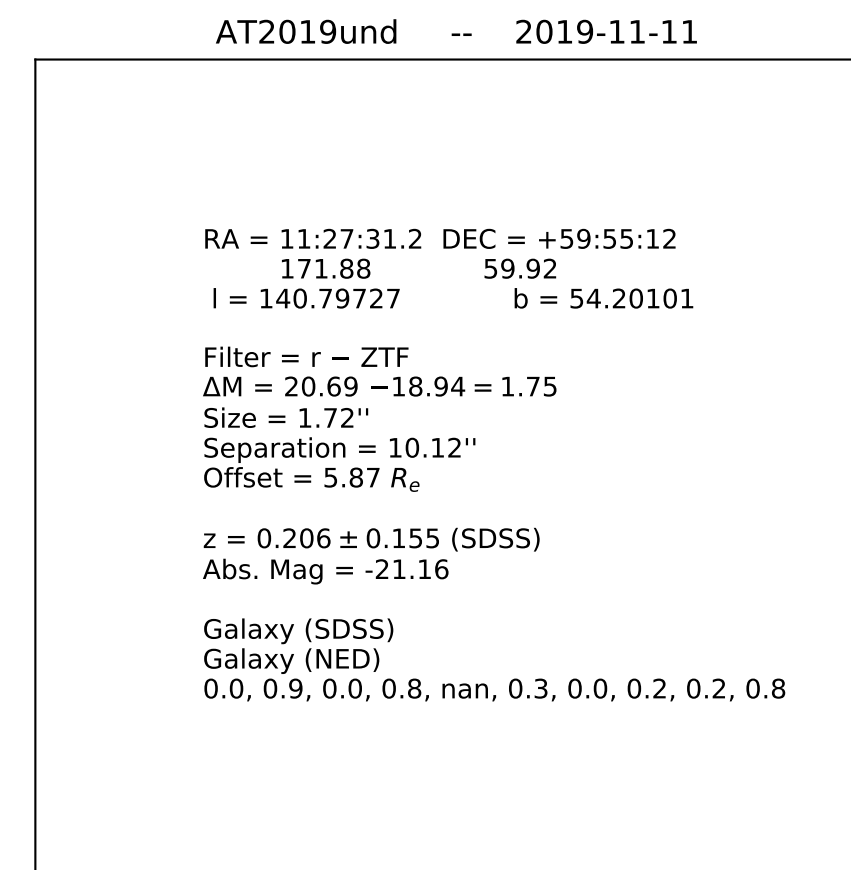 AT2019und -- 2019-11-11
RA = 11:27:31.2 DEC = +59:55:12
171.88 59.92
l = 140.79727 b = 54.20101
Filter = r − ZTF
ΔM = 20.69 −18.94 = 1.75
Size = 1.72''
Separation = 10.12''
Offset = 5.87 Rₑ
z = 0.206 ± 0.155 (SDSS)
Abs. Mag = -21.16
Galaxy (SDSS)
Galaxy (NED)
0.0, 0.9, 0.0, 0.8, nan, 0.3, 0.0, 0.2, 0.2, 0.8